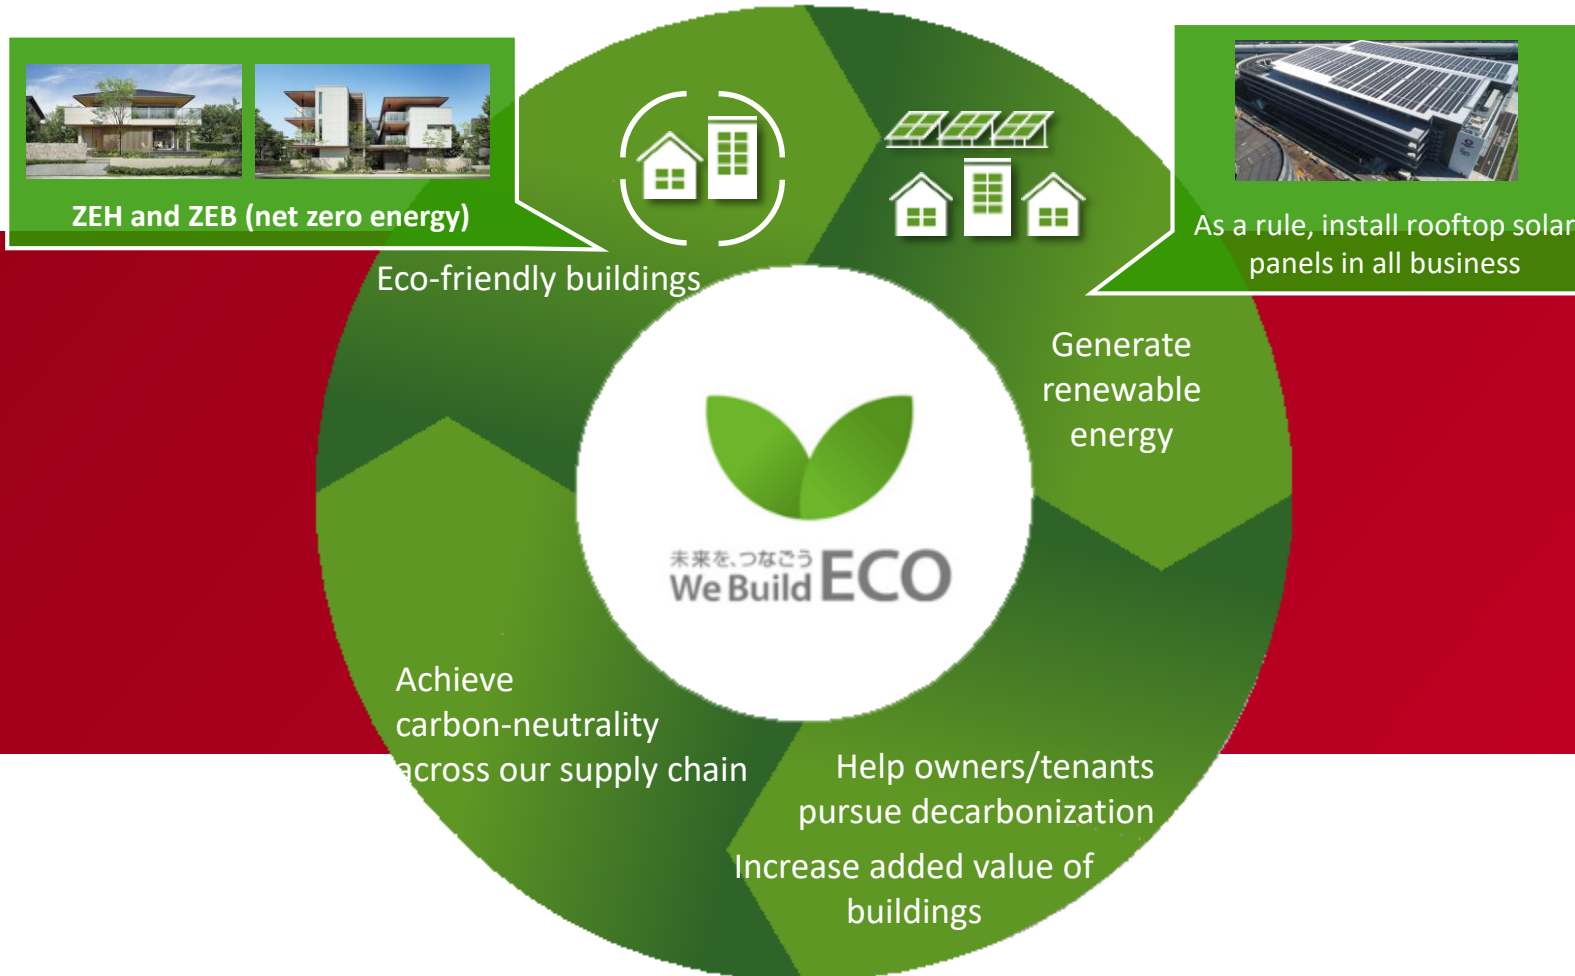 ZEH and ZEB (net zero energy)
Eco-friendly buildings
As a rule, install rooftop solar
panels in all business
Generate
renewable
energy
未来を、つなごう
We Build ECO
Achieve
carbon-neutrality
across our supply chain
Help owners/tenants
pursue decarbonization
Increase added value of
buildings